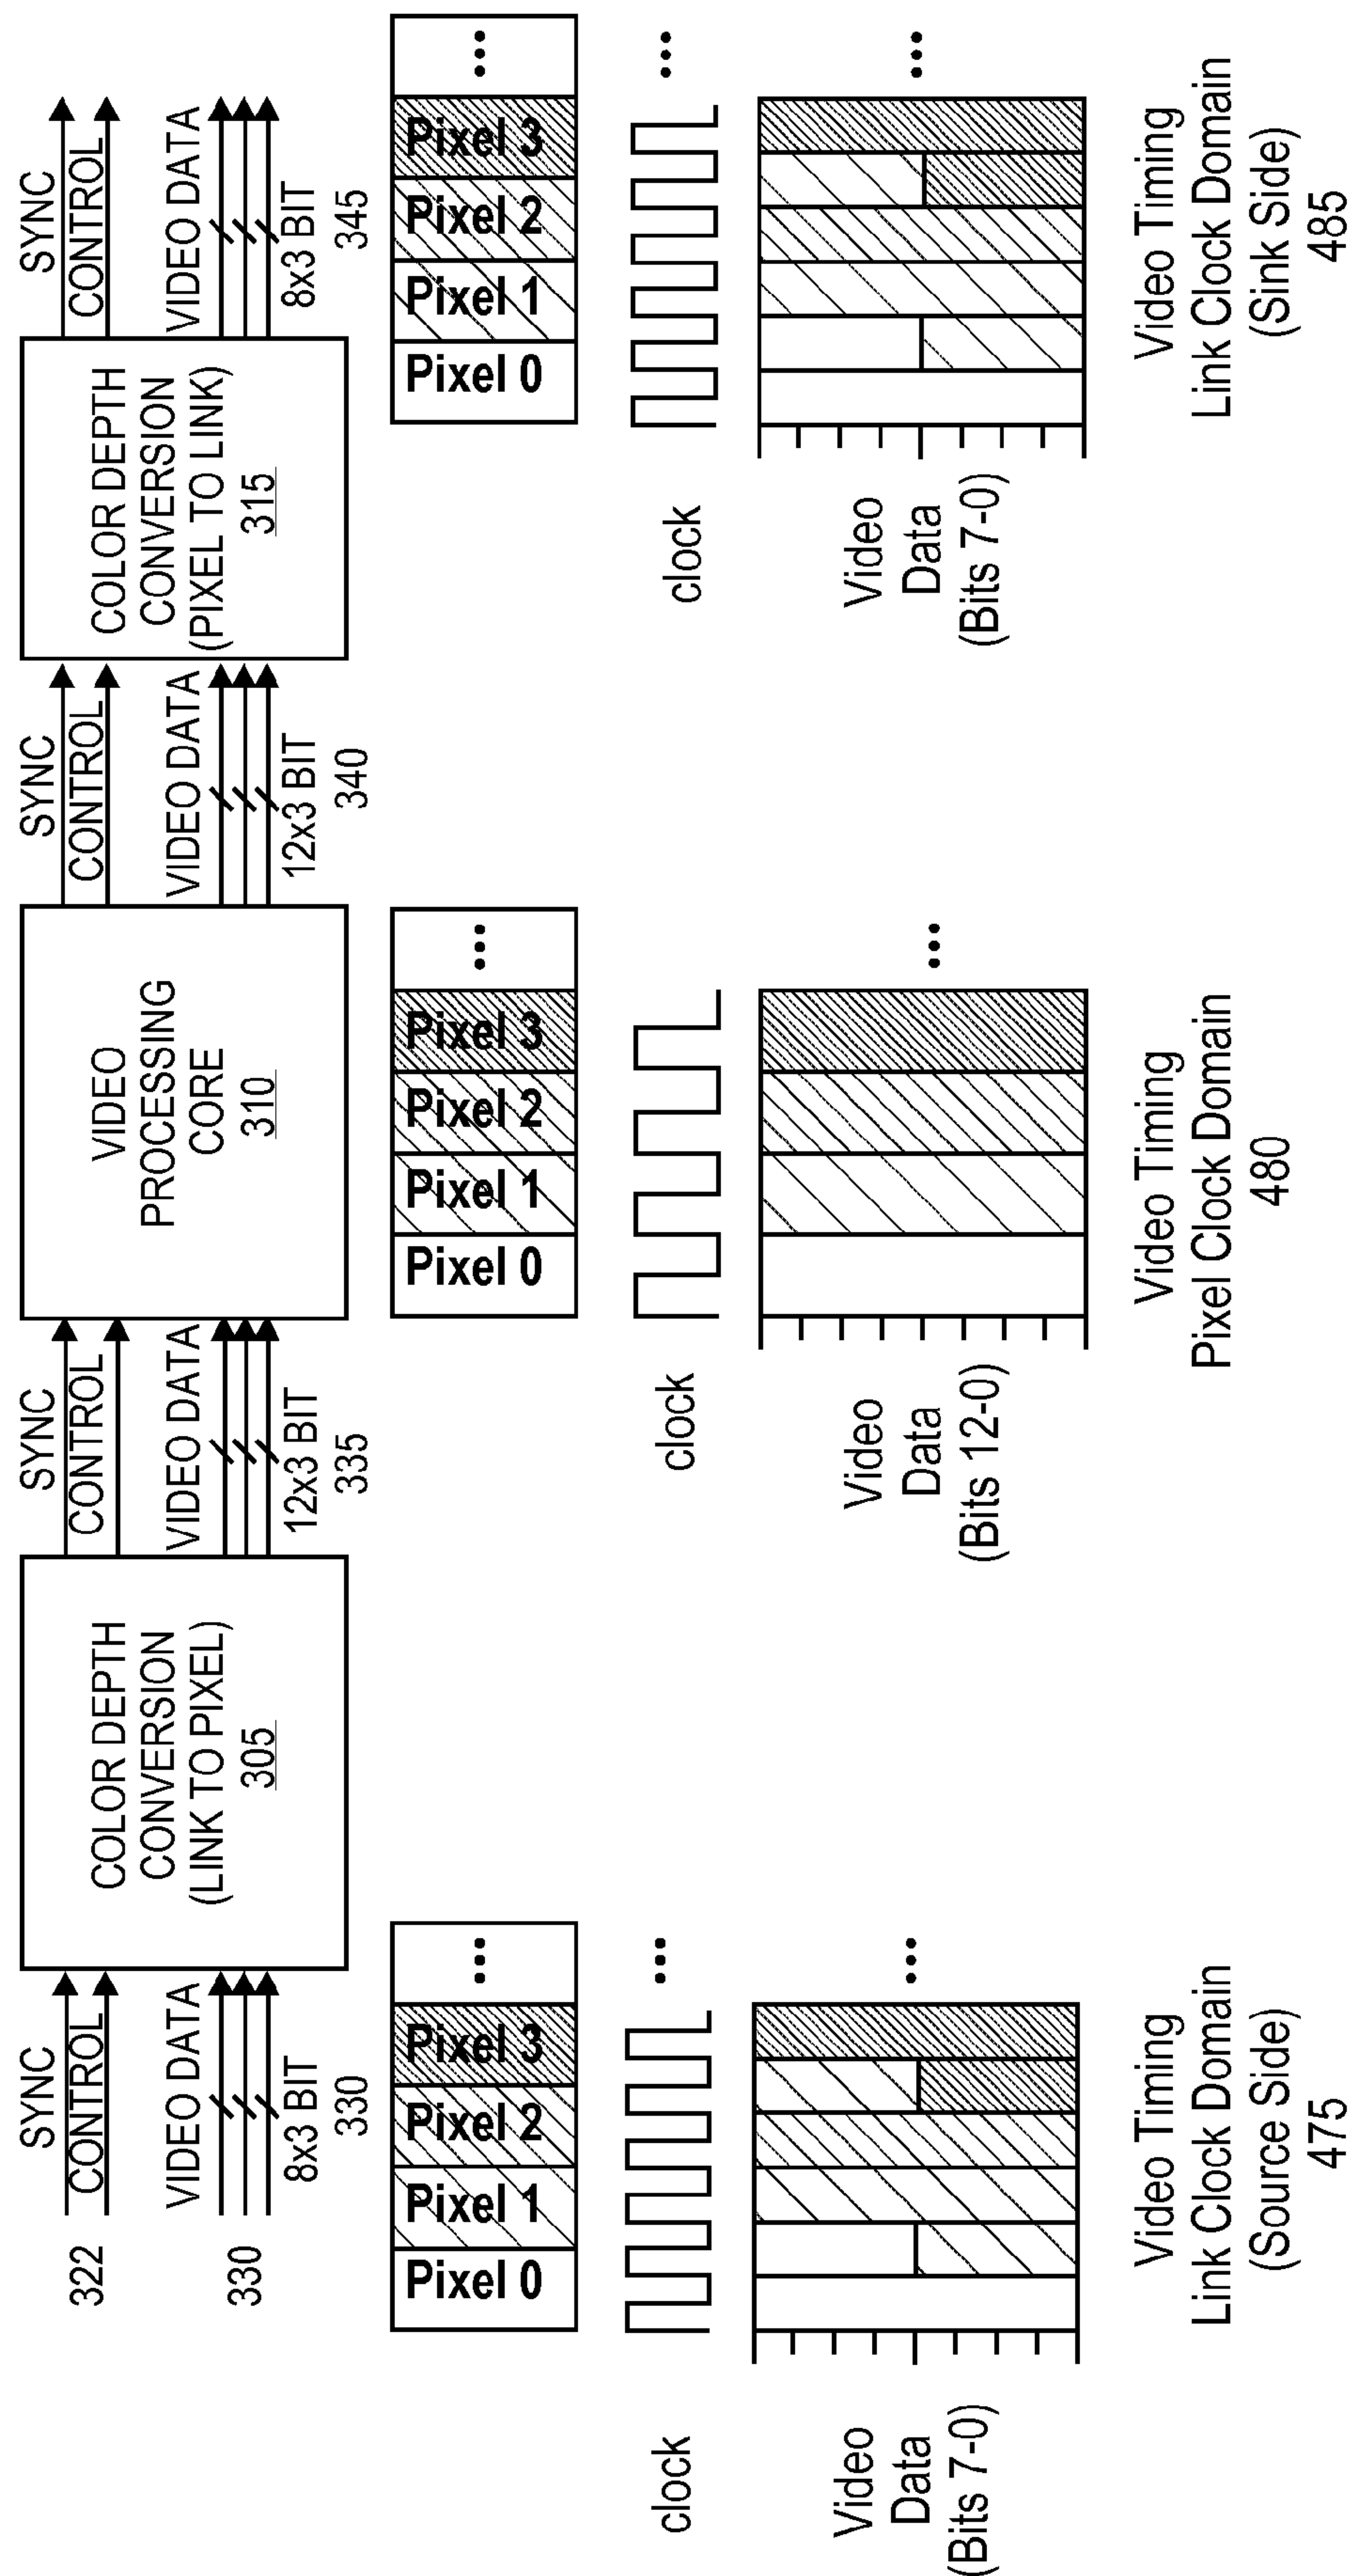 SYNC
CONTROL
322
VIDEO DATA
330
8x3 BIT
330
COLOR DEPTH
CONVERSION
(LINK TO PIXEL)
305
SYNC
CONTROL
VIDEO DATA
12x3 BIT
335
VIDEO
PROCESSING
CORE
310
SYNC
CONTROL
VIDEO DATA
12x3 BIT
340
COLOR DEPTH
CONVERSION
(PIXEL TO LINK)
315
SYNC
CONTROL
VIDEO DATA
8x3 BIT
345
Pixel 0
Pixel 1
Pixel 2
Pixel 3
...
clock
...
Video
Data
(Bits 7-0)
...
Video Timing
Link Clock Domain
(Source Side)
475
Pixel 0
Pixel 1
Pixel 2
Pixel 3
...
clock
Video
Data
(Bits 12-0)
...
Video Timing
Pixel Clock Domain
480
Pixel 0
Pixel 1
Pixel 2
Pixel 3
...
clock
...
Video
Data
(Bits 7-0)
...
Video Timing
Link Clock Domain
(Sink Side)
485